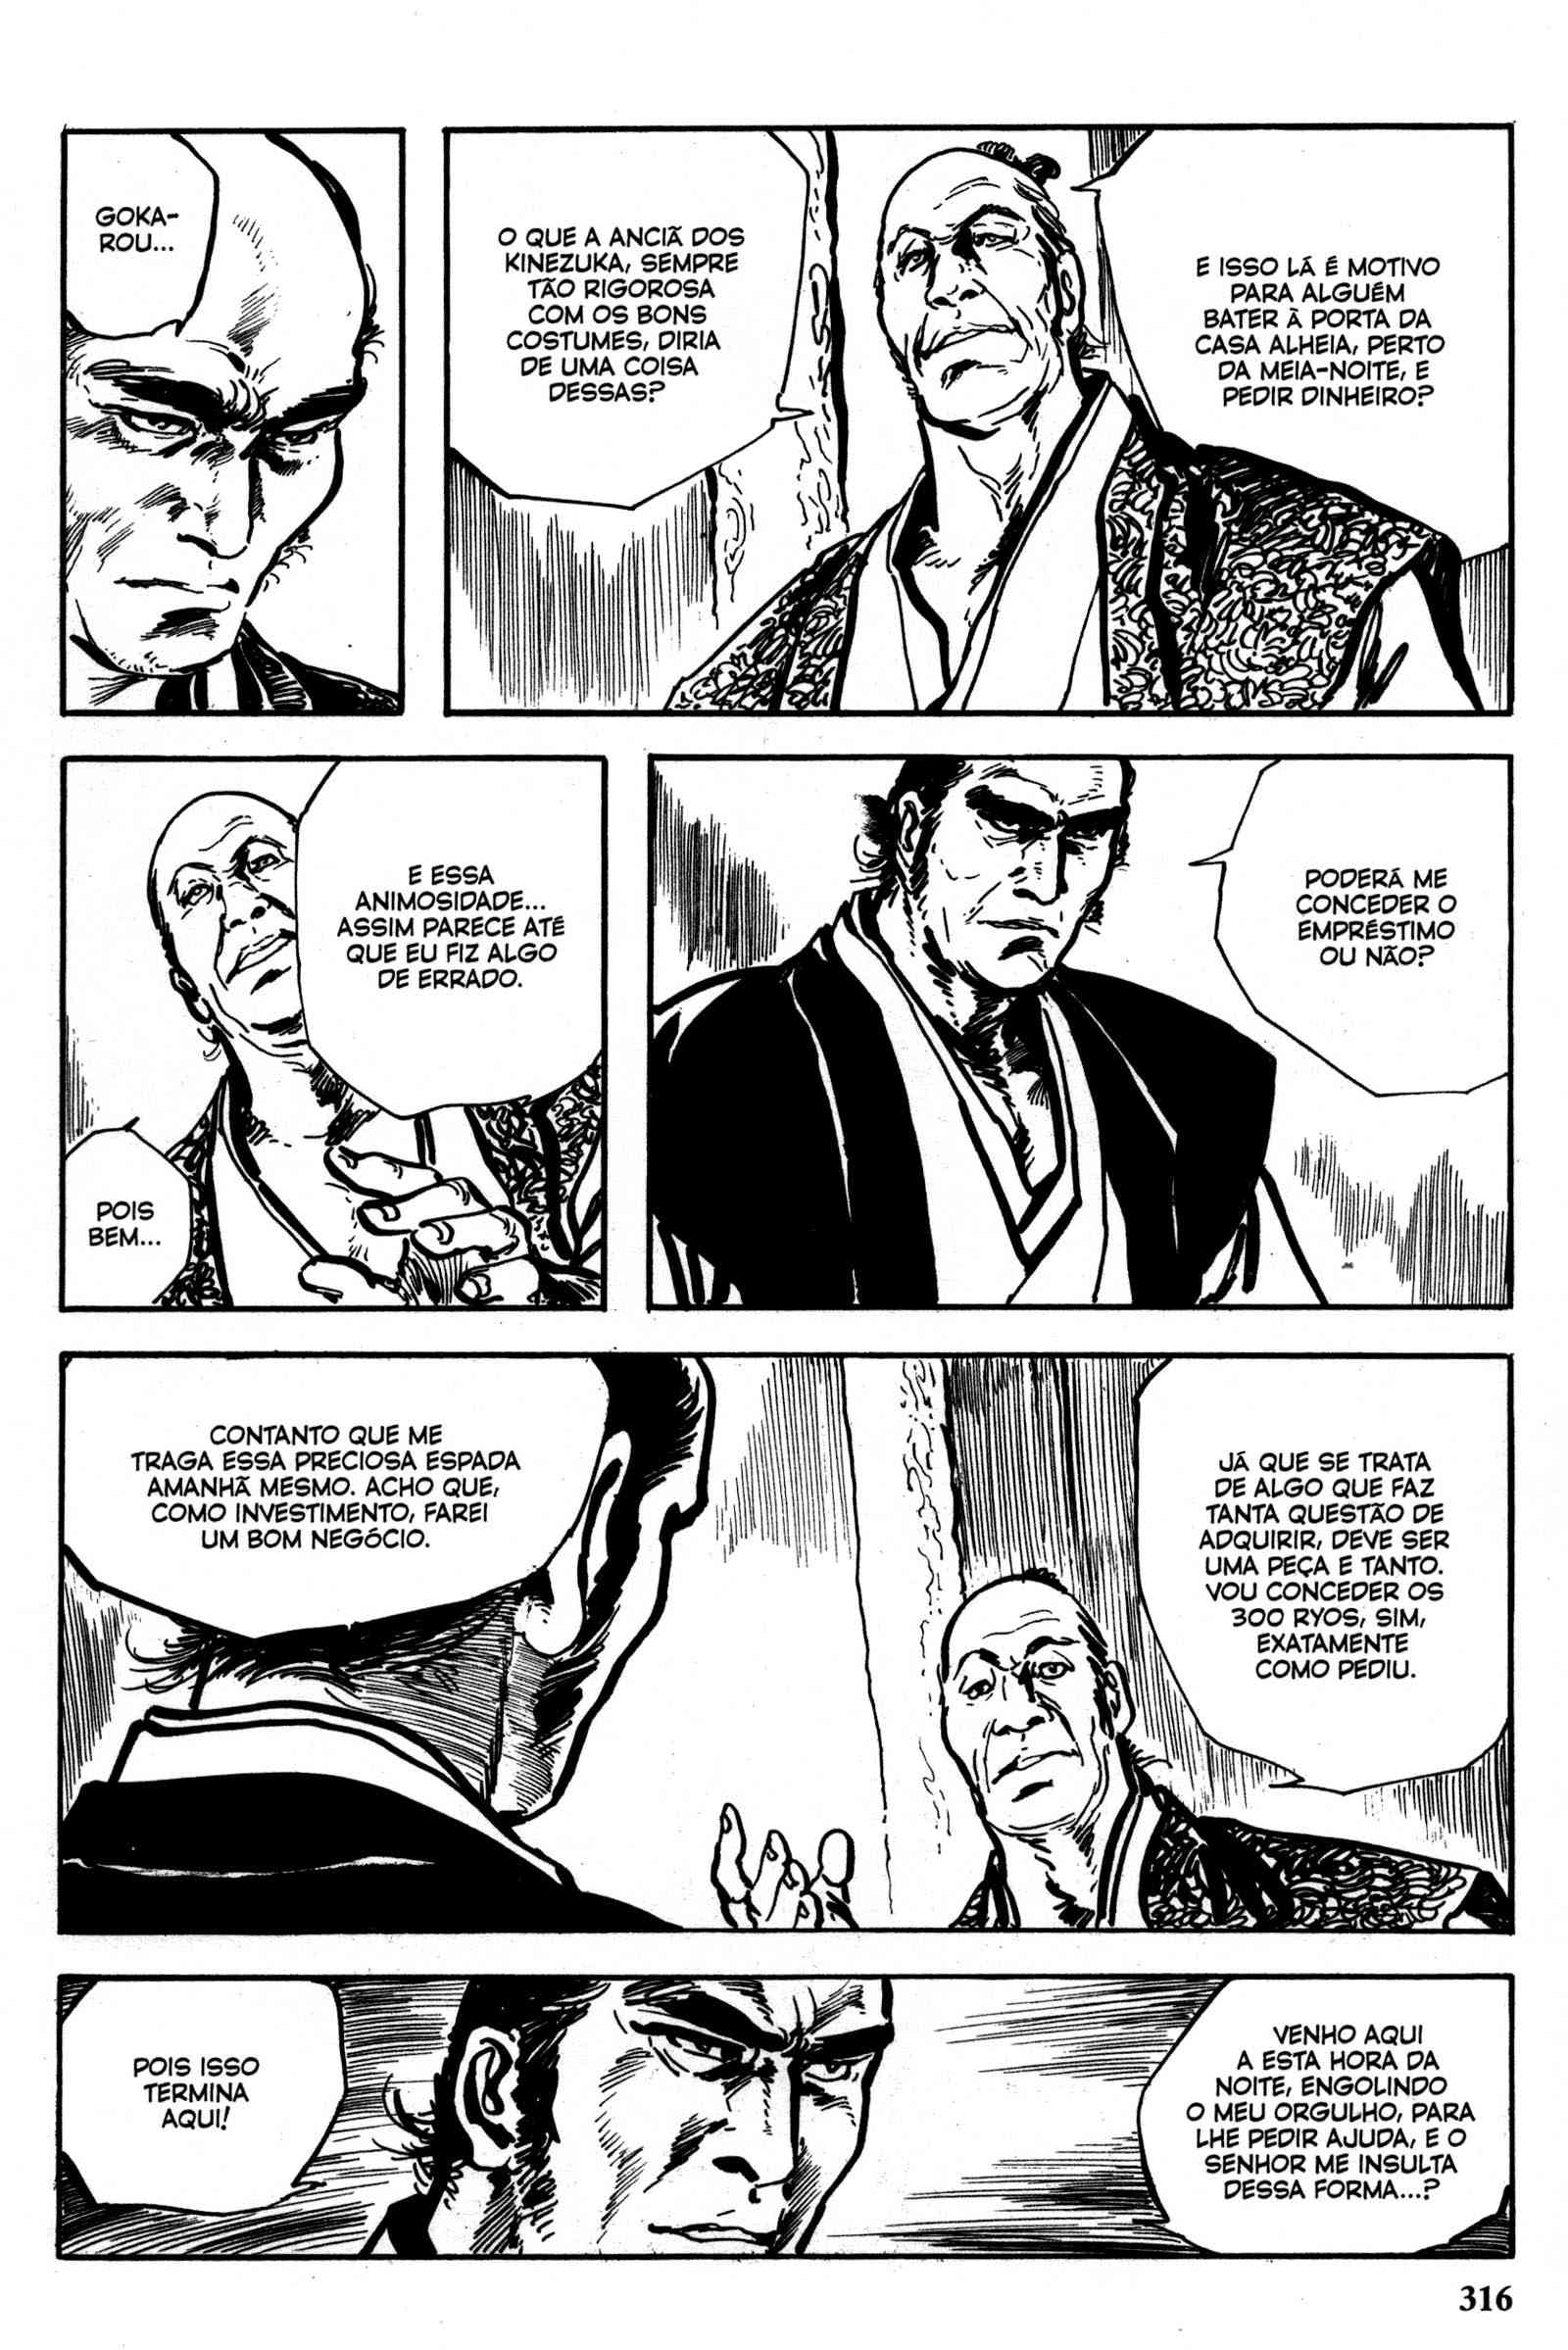 E ISSO LÁ É MOTIVO
PARA ALGUÉM
BATER À PORTA DA
CASA ALHEIA, PERTO
DA MEIA-NOITE, E
PEDIR DINHEIRO?
O QUE A ANCIÃ DOS
KINEZUKA, SEMPRE
TÃO RIGOROSA
COM OS BONS
COSTUMES, DIRIA
DE UMA COISA
DESSAS?
GOKA-
ROU...
PODERÁ ME
CONCEDER O
EMPRÉSTIMO
OU NÃO?
E ESSA
ANIMOSIDADE...
ASSIM PARECE ATÉ
QUE EU FIZ ALGO
DE ERRADO.
POIS
BEM...
JÁ QUE SE TRATA
DE ALGO QUE FAZ
TANTA QUESTÃO DE
ADQUIRIR, DEVE SER
UMA PEÇA E TANTO.
VOU CONCEDER OS
300 RYOS, SIM,
EXATAMENTE
COMO PEDIU.
CONTANTO QUE ME
TRAGA ESSA PRECIOSA ESPADA
AMANHÃ MESMO. ACHO QUE,
COMO INVESTIMENTO, FAREI
UM BOM NEGÓCIO.
VENHO AQUI
A ESTA HORA DA
NOITE, ENGOLINDO
O MEU ORGULHO, PARA
LHE PEDIR AJUDA, E O
SENHOR ME INSULTA
DESSA FORMA...?
POIS ISSO
TERMINA
AQUI!
316